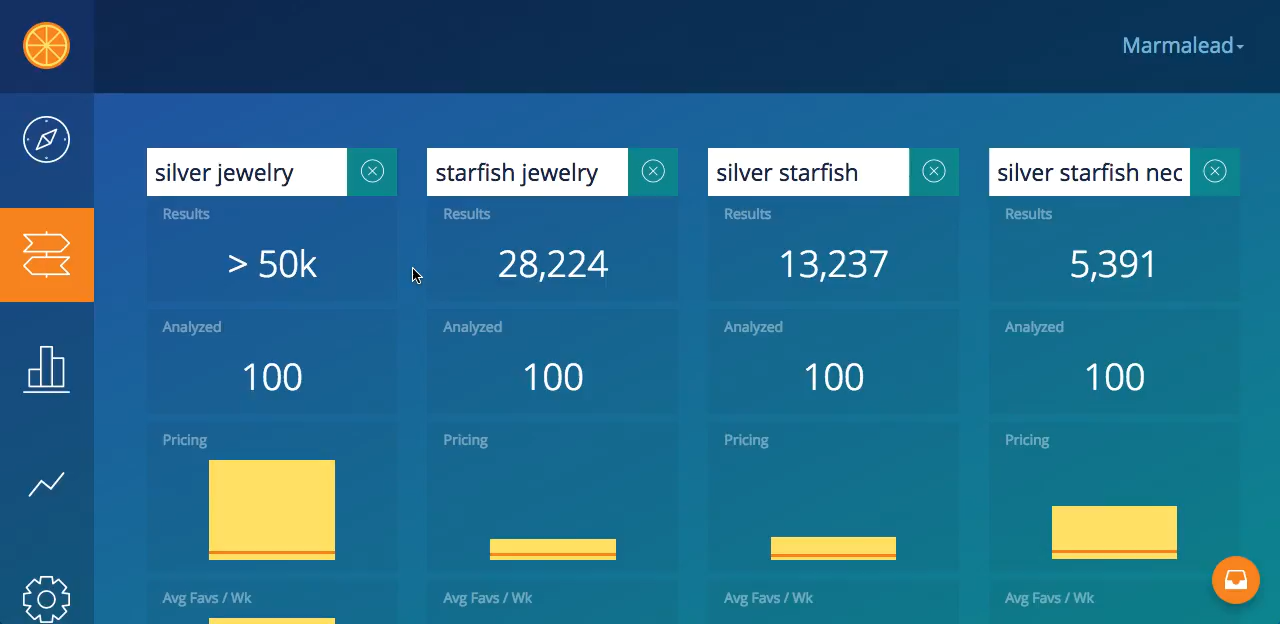 Marmalead
silver jewelry
starfish jewelry
silver starfish
silver starfish nec
Results
Results
Results
Results
> 50k
28,224
13,237
5,391
Analyzed
Analyzed
Analyzed
Analyzed
100
100
100
100
Pricing
Pricing
Pricing
Pricing
Avg Favs / Wk
Avg Favs / Wk
Avg Favs / Wk
Avg Favs / Wk